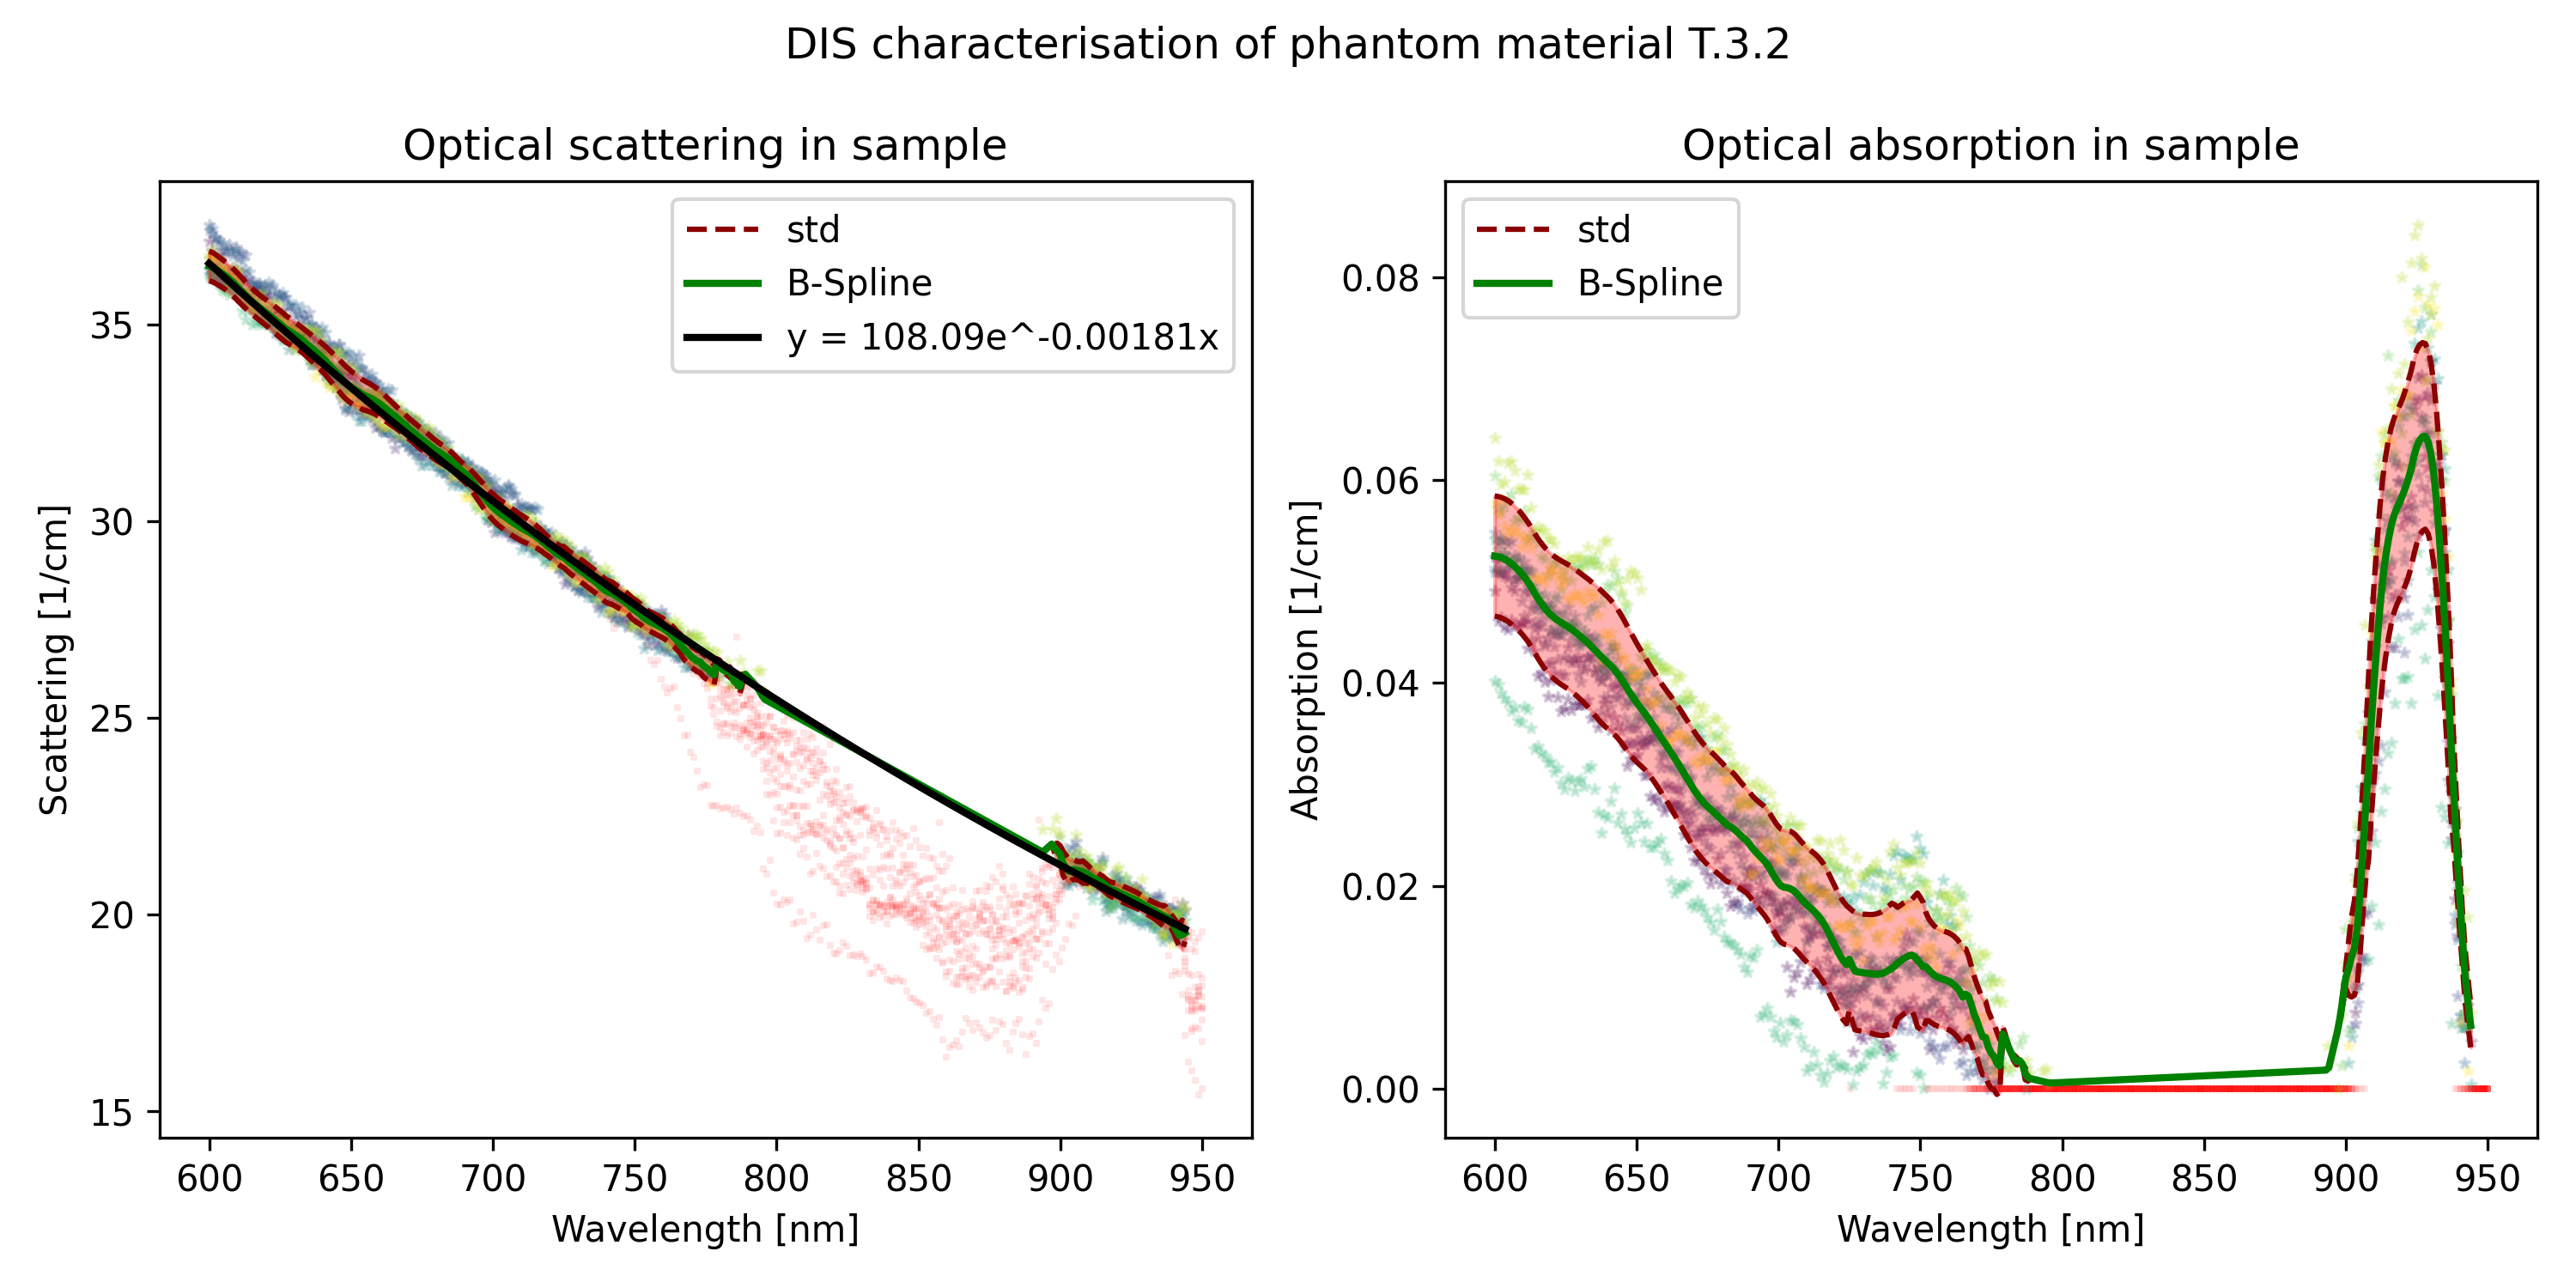 DIS characterisation of phantom material T.3.2
Optical scattering in sample
std
B-Spline
y = 108.09e^-0.00181x
Scattering [1/cm]
35
30
25
20
15
600 650 700 750 800 850 900 950
Wavelength [nm]
Optical absorption in sample
std
B-Spline
Absorption [1/cm]
0.08
0.06
0.04
0.02
0.00
600 650 700 750 800 850 900 950
Wavelength [nm]